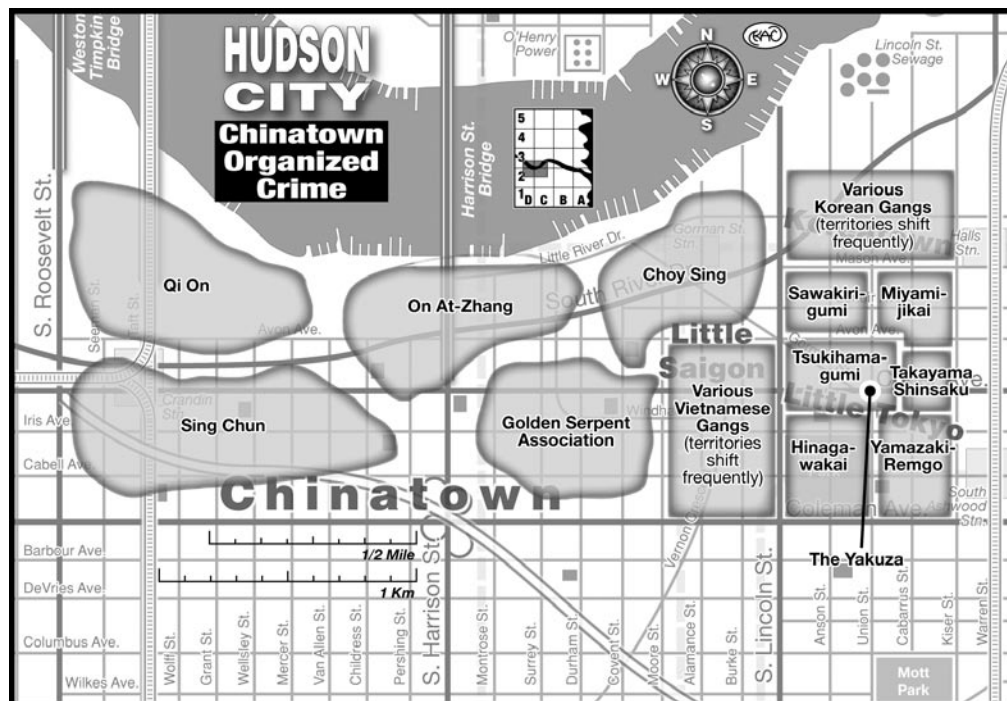 HUDSON
CITY
Chinatown
Organized
Crime
Weston
Timpkin
Bridge
O'Henry
Power
KAC
Lincoln St.
Sewage
N
W
E
S
5
4
3
2
1
D C B A
Harrison St.
Bridge
S. Roosevelt St.
Various
Korean Gangs
(territories shift
frequently)
Koreatown
Halls
Stn.
Mason Ave.
Gorman St.
Stn.
Little River Dr.
South River
Qi On
On At-Zhang
Choy Sing
Sawakiri-
gumi
Miyami-
jikai
Avon Ave.
Avon Ave.
Little
Saigon
Tsukihama-
gumi
Takayama
Shinsaku
Little Tokyo
Crandin
Stn.
Iris Ave.
Sing Chun
Golden Serpent
Association
Various
Vietnamese
Gangs
(territories
shift
frequently)
Hinaga-
wakai
Yamazaki-
Remgo
Cabell Ave.
Chinatown
Coleman Ave.
South
Ashwood
Stn.
Barbour Ave.
1/2 Mile
The Yakuza
DeVries Ave.
1 Km
Columbus Ave.
Wilkes Ave.
Wolff St.
Grant St.
Wellsley St.
Mercer St.
Van Allen St.
Childress St.
Pershing St.
S. Harrison St.
Montrose St.
Surrey St.
Durham St.
Covent St.
Moore St.
Alamance St.
Burke St.
S. Lincoln St.
Anson St.
Union St.
Cabarrus St.
Kiser St.
Warren St.
Mott
Park